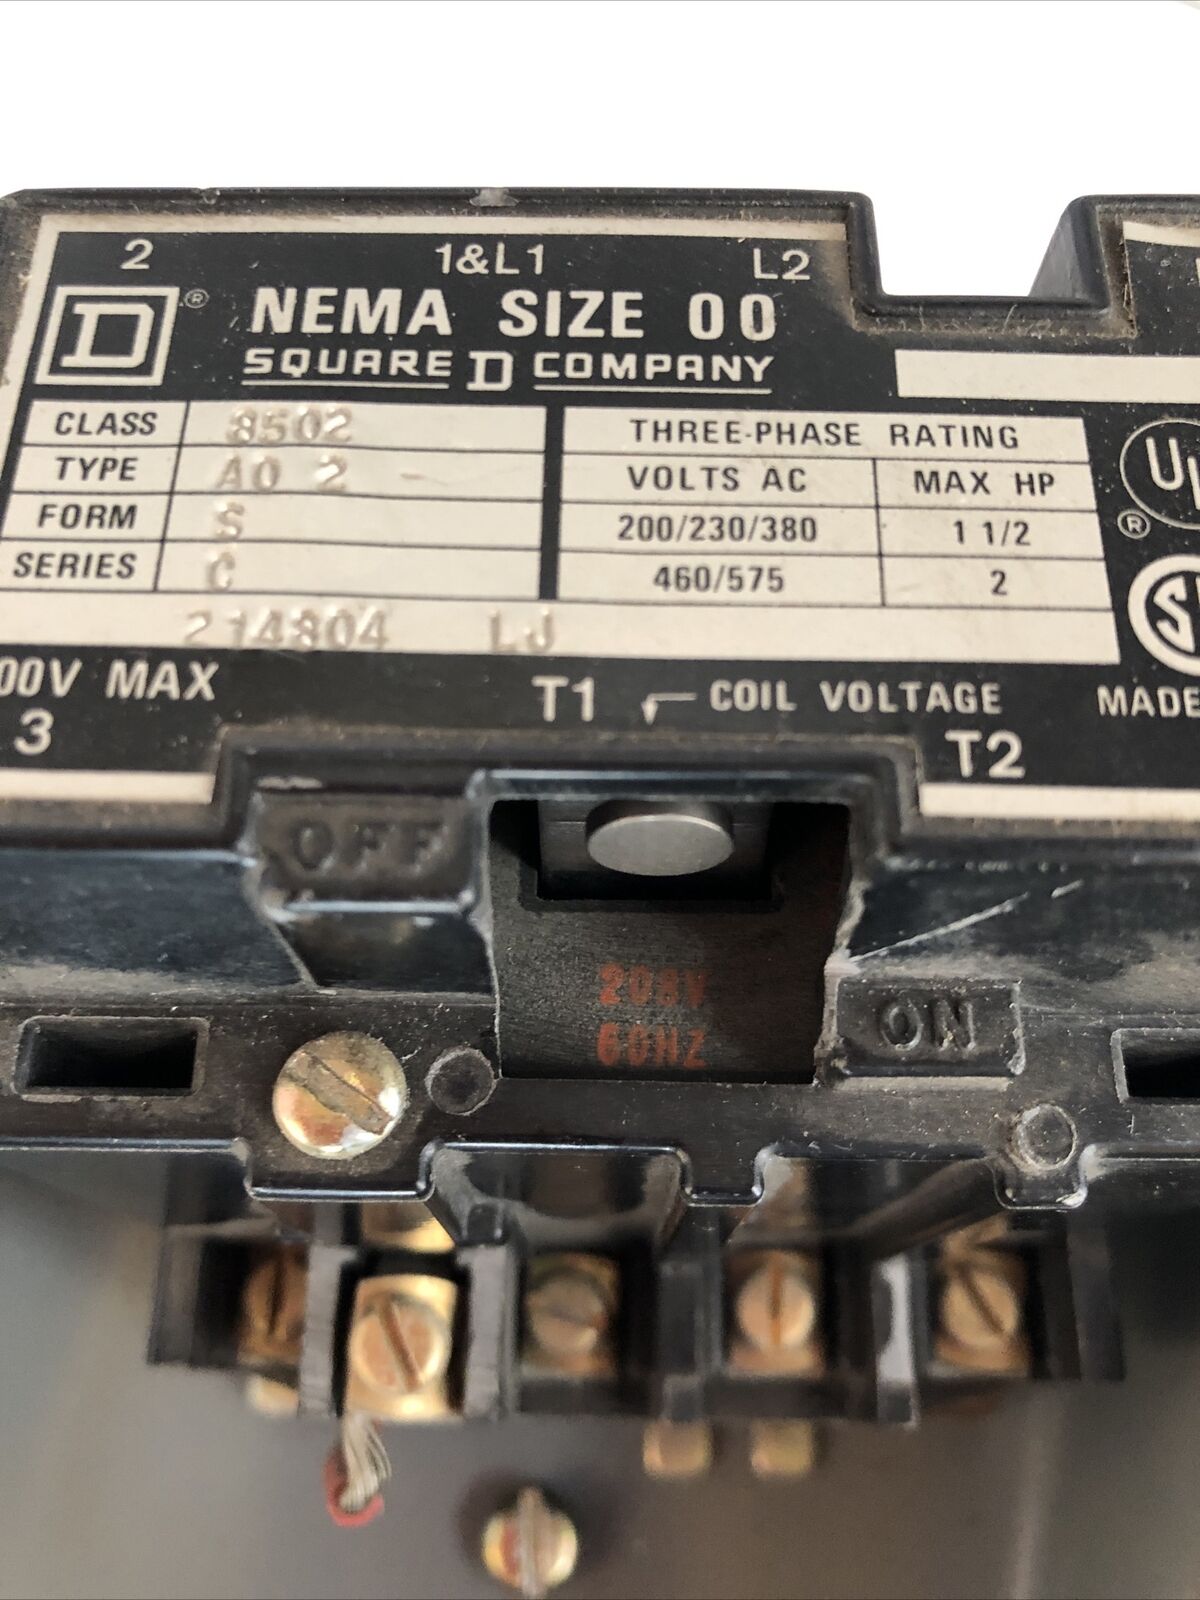 2 1&L1 L2
D ® NEMA SIZE 00
SQUARE D COMPANY
CLASS 8502
TYPE AO 2
FORM S
SERIES C
214804 LJ
THREE-PHASE RATING
VOLTS AC MAX HP
200/230/380 1 1/2
460/575 2
®
00V MAX
3
T1 COIL VOLTAGE
T2
MADE
OFF
208V
60HZ
ON